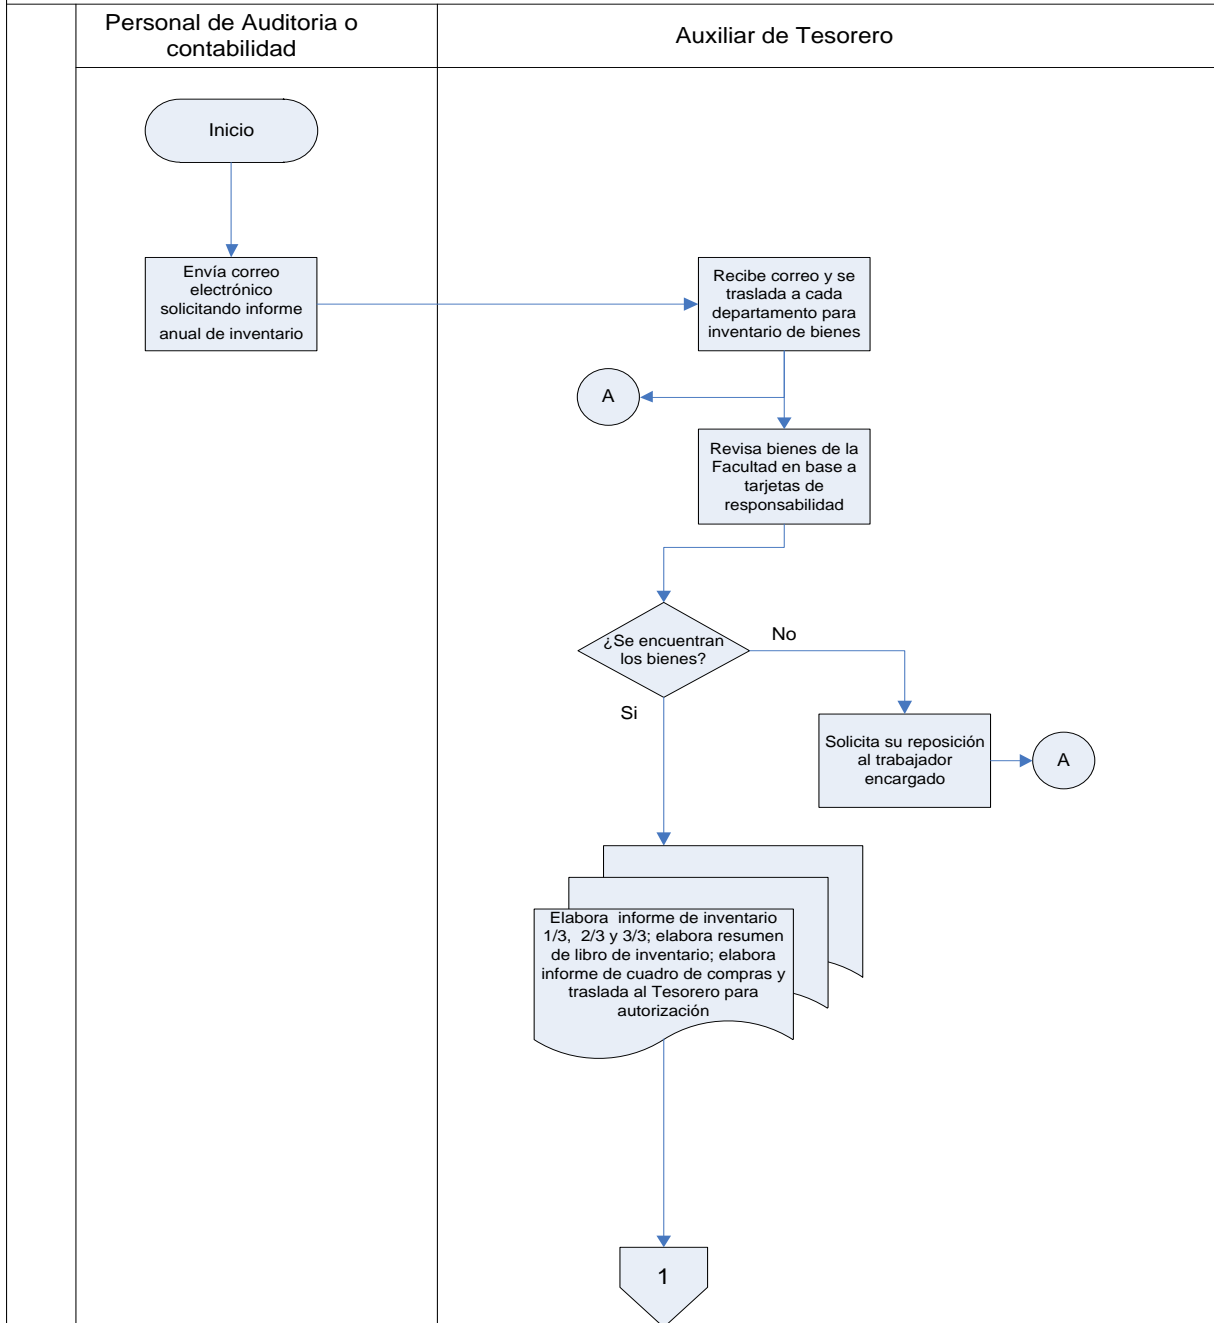 Personal de Auditoria o
contabilidad
Auxiliar de Tesorero
Inicio
Envía correo
electrónico
solicitando informe
anual de inventario
Recibe correo y se
traslada a cada
departamento para
inventario de bienes
A
Revisa bienes de la
Facultad en base a
tarjetas de
responsabilidad
¿Se encuentran
los bienes?
No
Si
Solicita su reposición
al trabajador
encargado
A
Elabora informe de inventario
1/3, 2/3 y 3/3; elabora resumen
de libro de inventario; elabora
informe de cuadro de compras y
traslada al Tesorero para
autorización
1